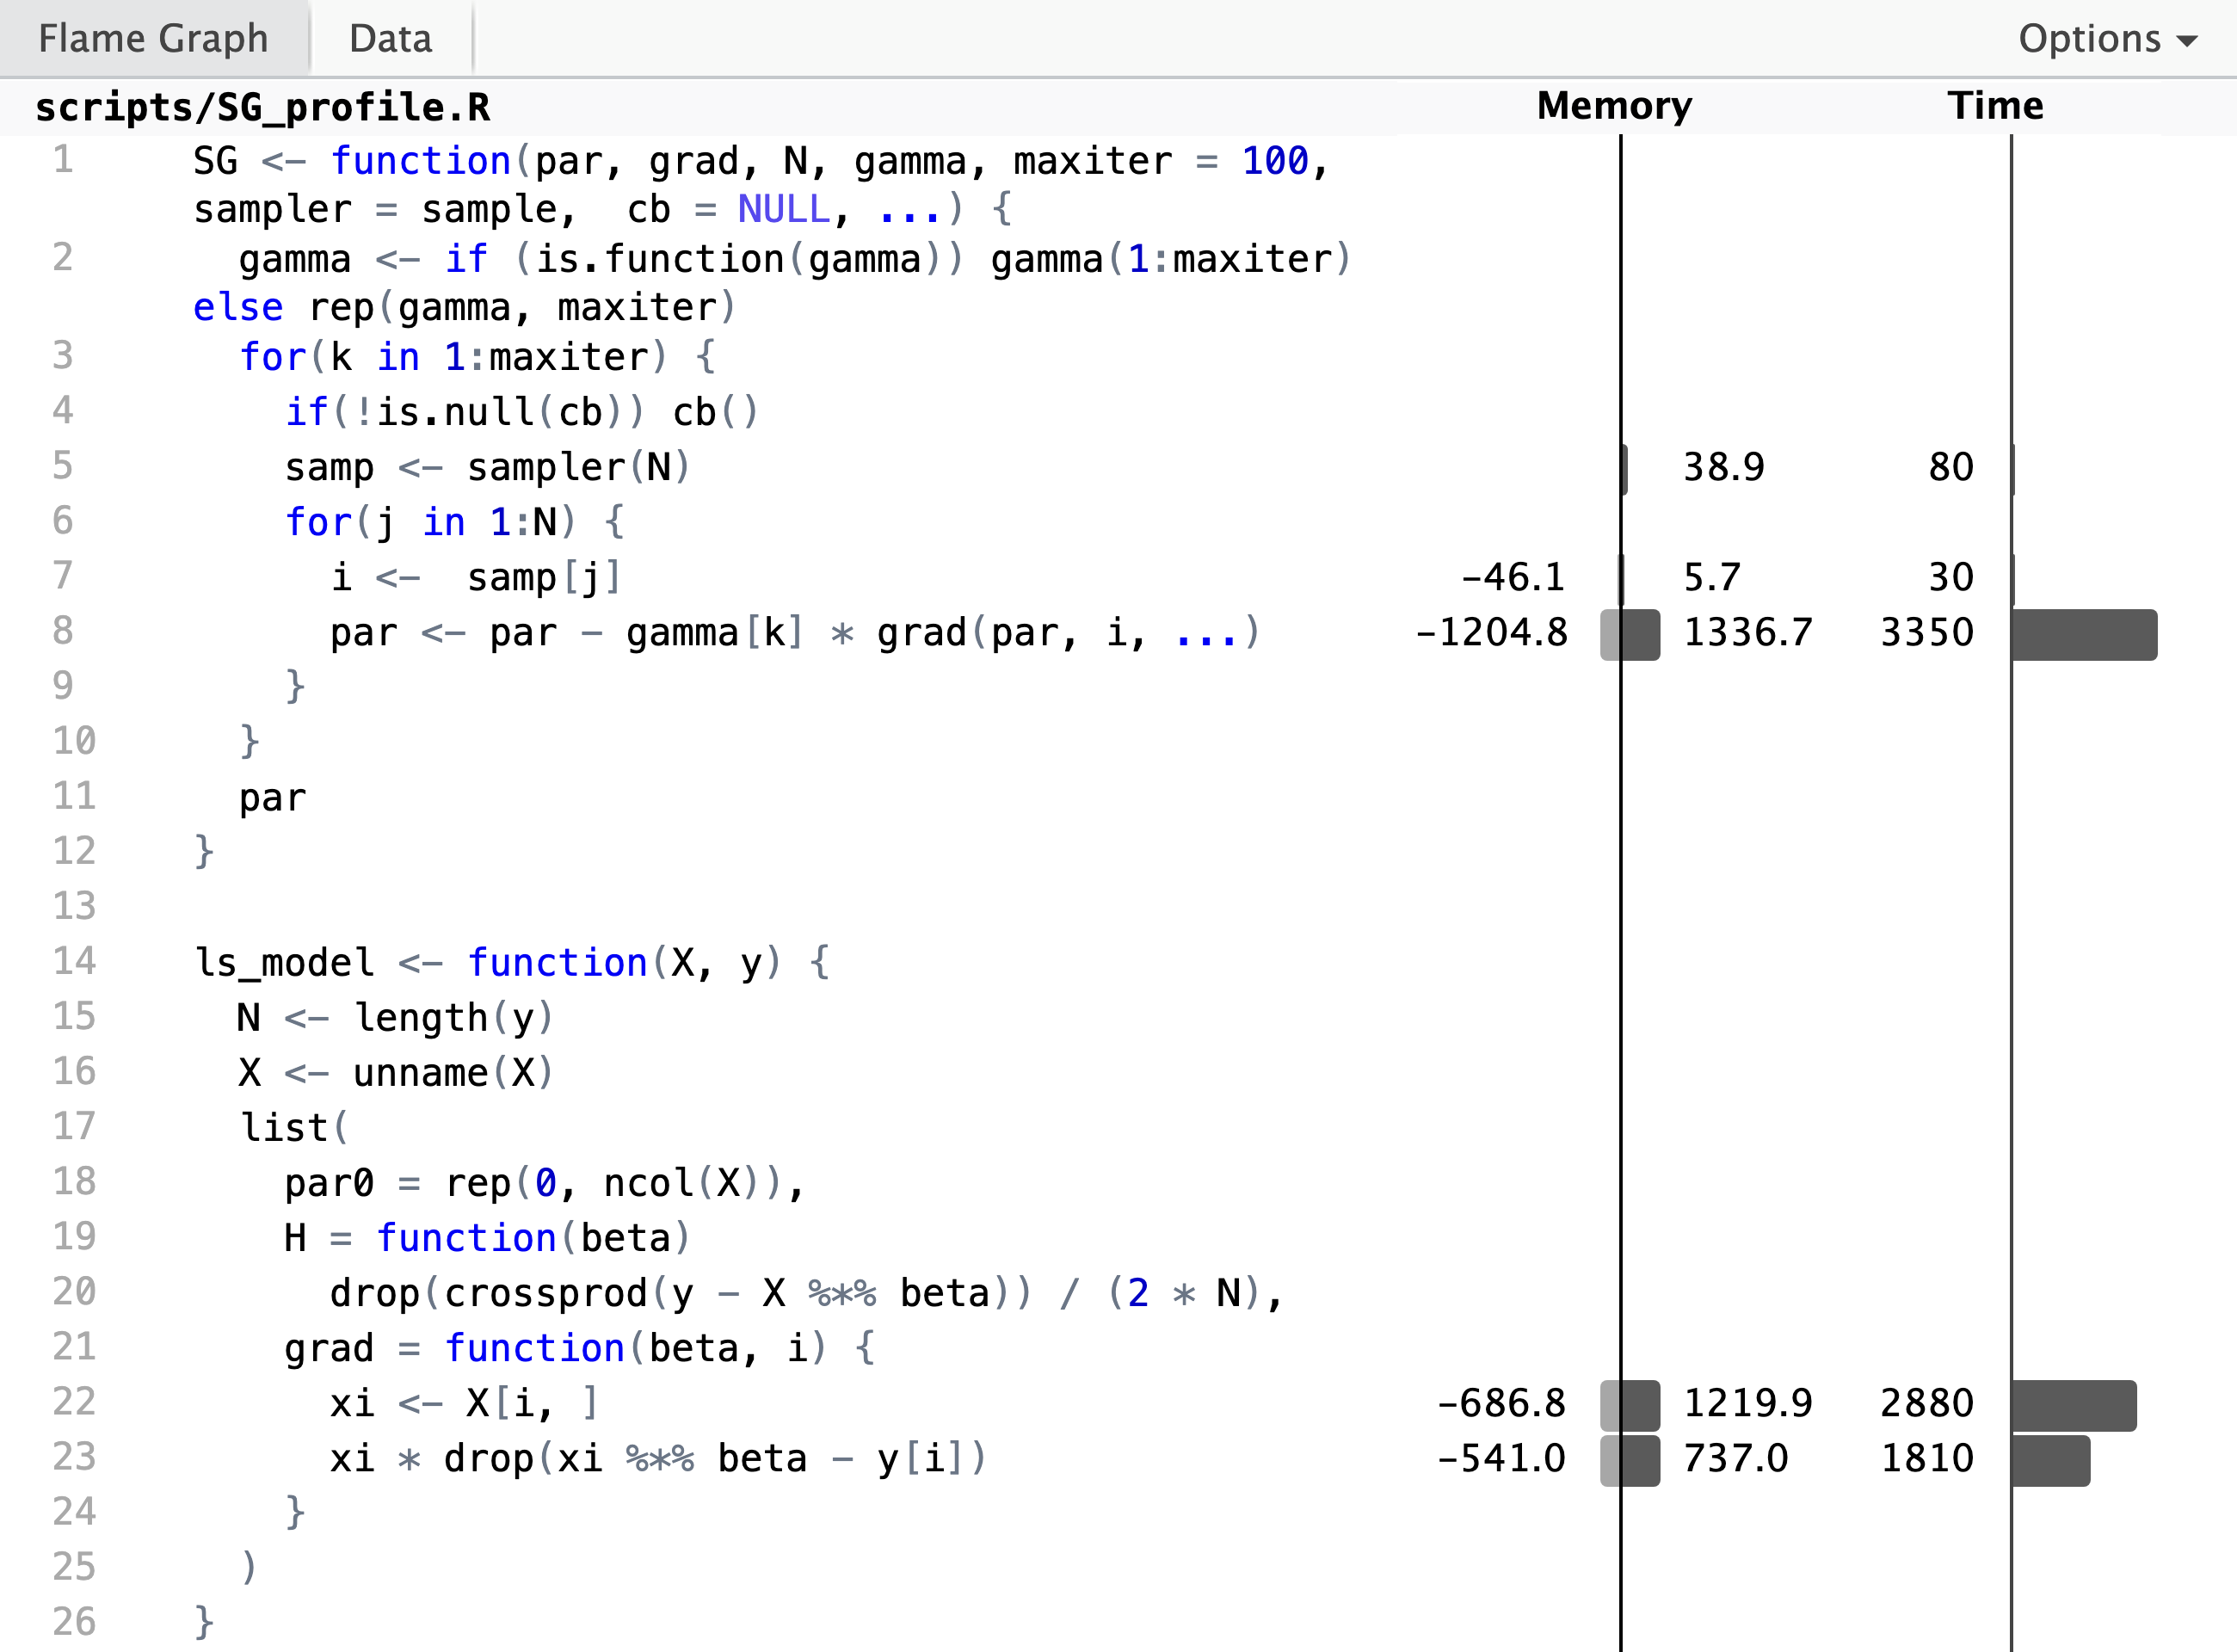 Flame Graph Data Options
scripts/SG_profile.R Memory Time
1 SG <- function(par, grad, N, gamma, maxiter = 100,
sampler = sample,  cb = NULL, ...) {
2   gamma <- if (is.function(gamma)) gamma(1:maxiter)
else rep(gamma, maxiter)
3   for(k in 1:maxiter) {
4     if(!is.null(cb)) cb()
5     samp <- sampler(N) 38.9 80
6     for(j in 1:N) {
7       i <-  samp[j] -46.1 5.7 30
8       par <- par - gamma[k] * grad(par, i, ...) -1204.8 1336.7 3350
9     }
10   }
11   par
12 }
13
14 ls_model <- function(X, y) {
15   N <- length(y)
16   X <- unname(X)
17   list(
18     par0 = rep(0, ncol(X)),
19     H = function(beta)
20       drop(crossprod(y - X %*% beta)) / (2 * N),
21     grad = function(beta, i) {
22       xi <- X[i, ] -686.8 1219.9 2880
23       xi * drop(xi %*% beta - y[i]) -541.0 737.0 1810
24     }
25   )
26 }